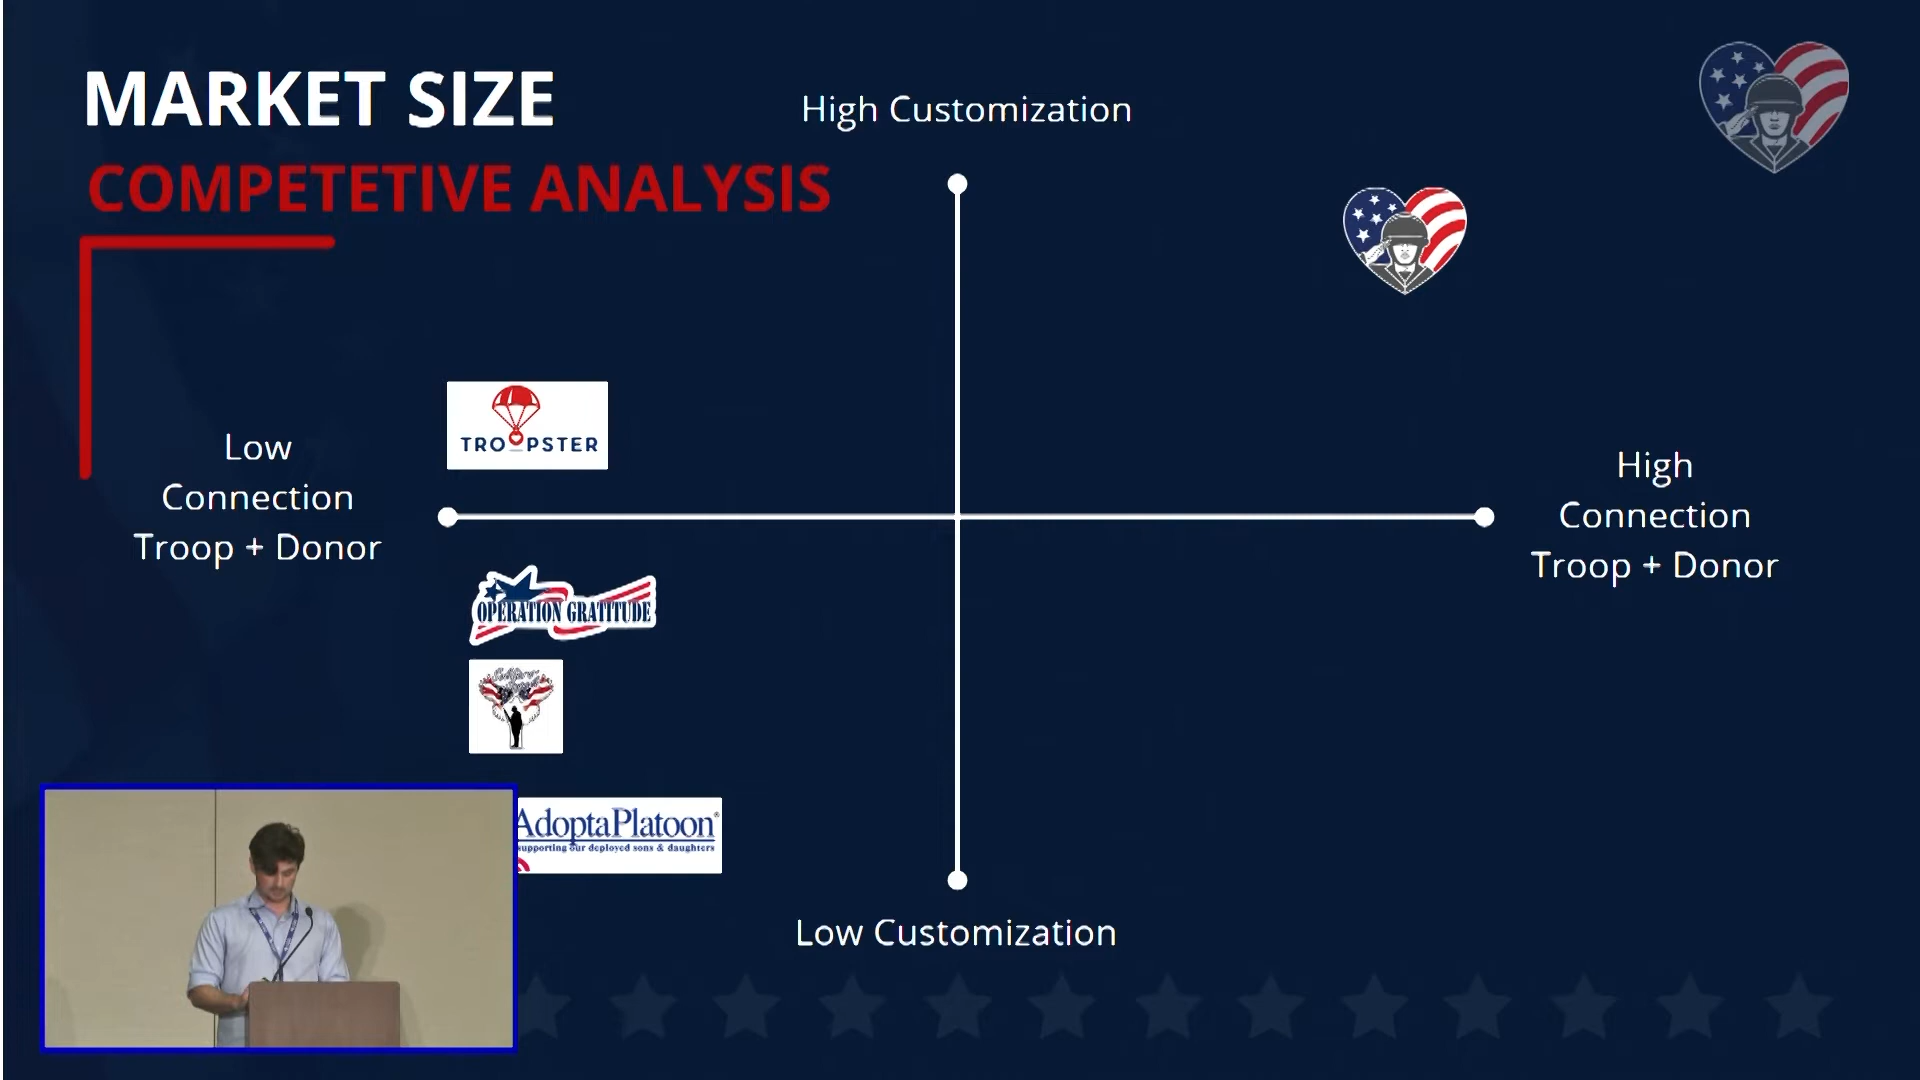 MARKET SIZE
COMPETETIVE ANALYSIS
High Customization
TROOPSTER
Low
Connection
Troop + Donor
High
Connection
Troop + Donor
OPERATION GRATITUDE
AdoptaPlatoon®
supporting our deployed sons & daughters
Low Customization